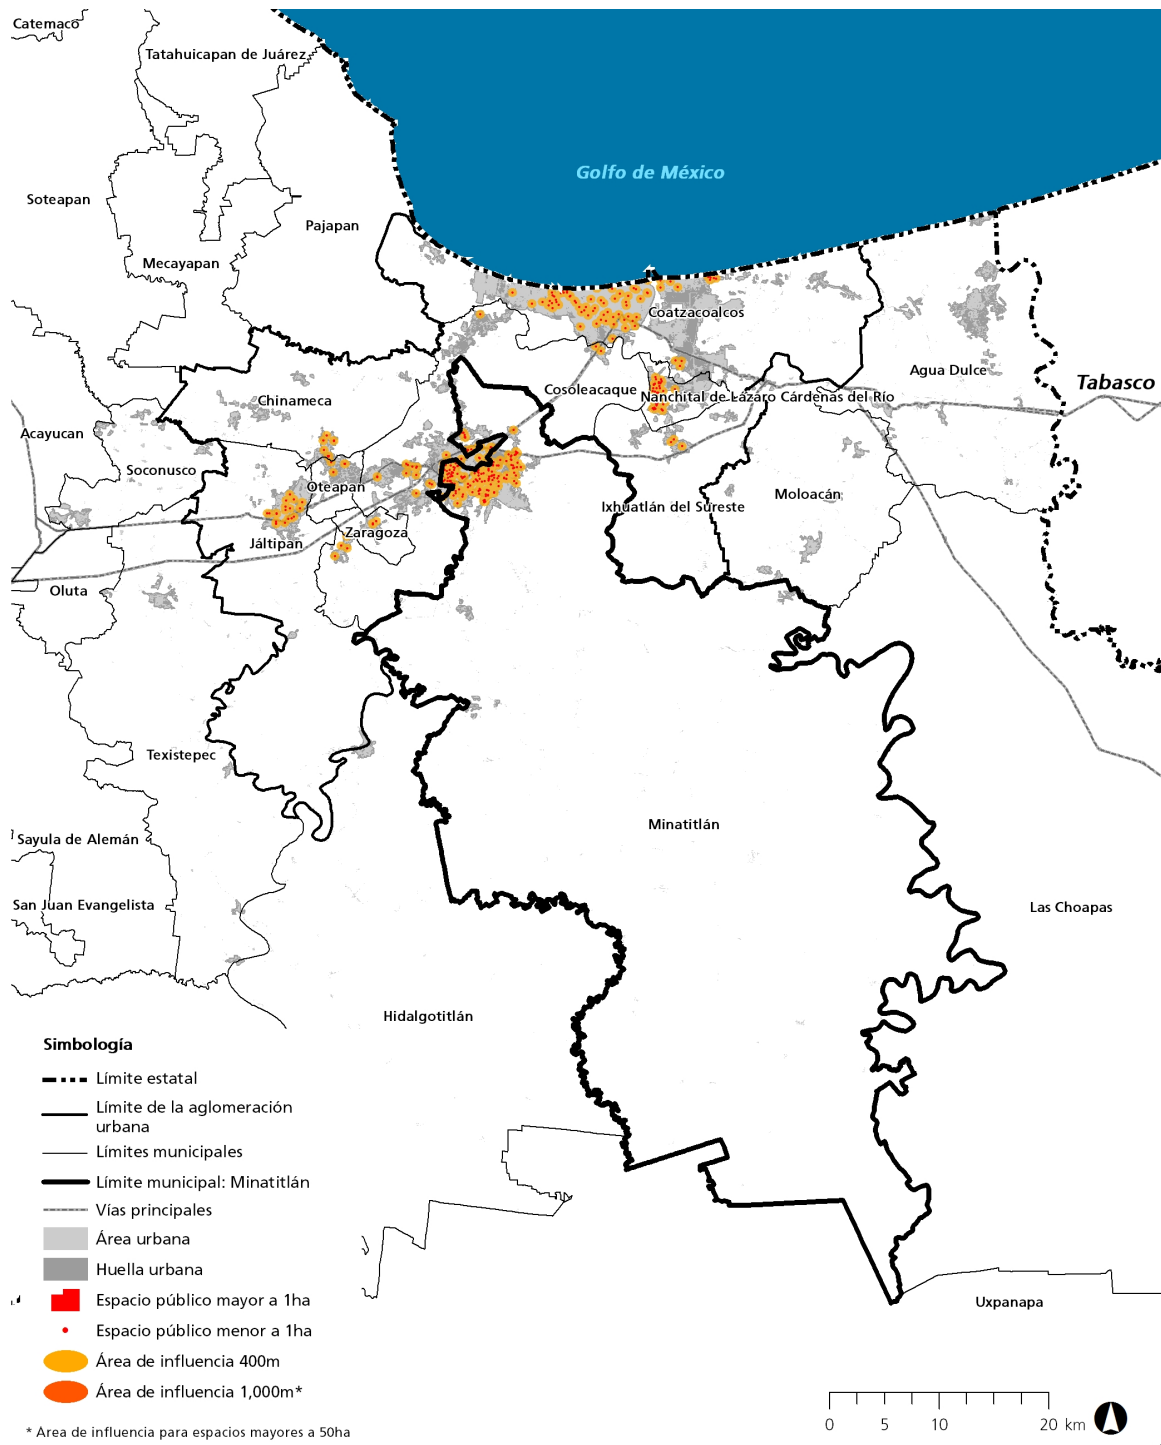 Catemaco
Tatahuicapan de Juárez
Golfo de México
Soteapan
Pajapan
Mecayapan
Coatzacoalcos
Agua Dulce
Tabasco
Cosoleacaque
Nanchital de Lázaro Cárdenas del Río
Chinameca
Acayucan
Soconusco
Oteapan
Moloacán
Ixhuatlán del Sureste
Zaragoza
Jáltipan
Oluta
Texistepec
Minatitlán
Sayula de Alemán
San Juan Evangelista
Las Choapas
Hidalgotitlán
Uxpanapa
Simbología
Límite estatal
Límite de la aglomeración
urbana
Límites municipales
Límite municipal: Minatitlán
Vías principales
Área urbana
Huella urbana
Espacio público mayor a 1ha
Espacio público menor a 1ha
Área de influencia 400m
Área de influencia 1,000m*
* Area de influencia para espacios mayores a 50ha
0 5 10 20 km